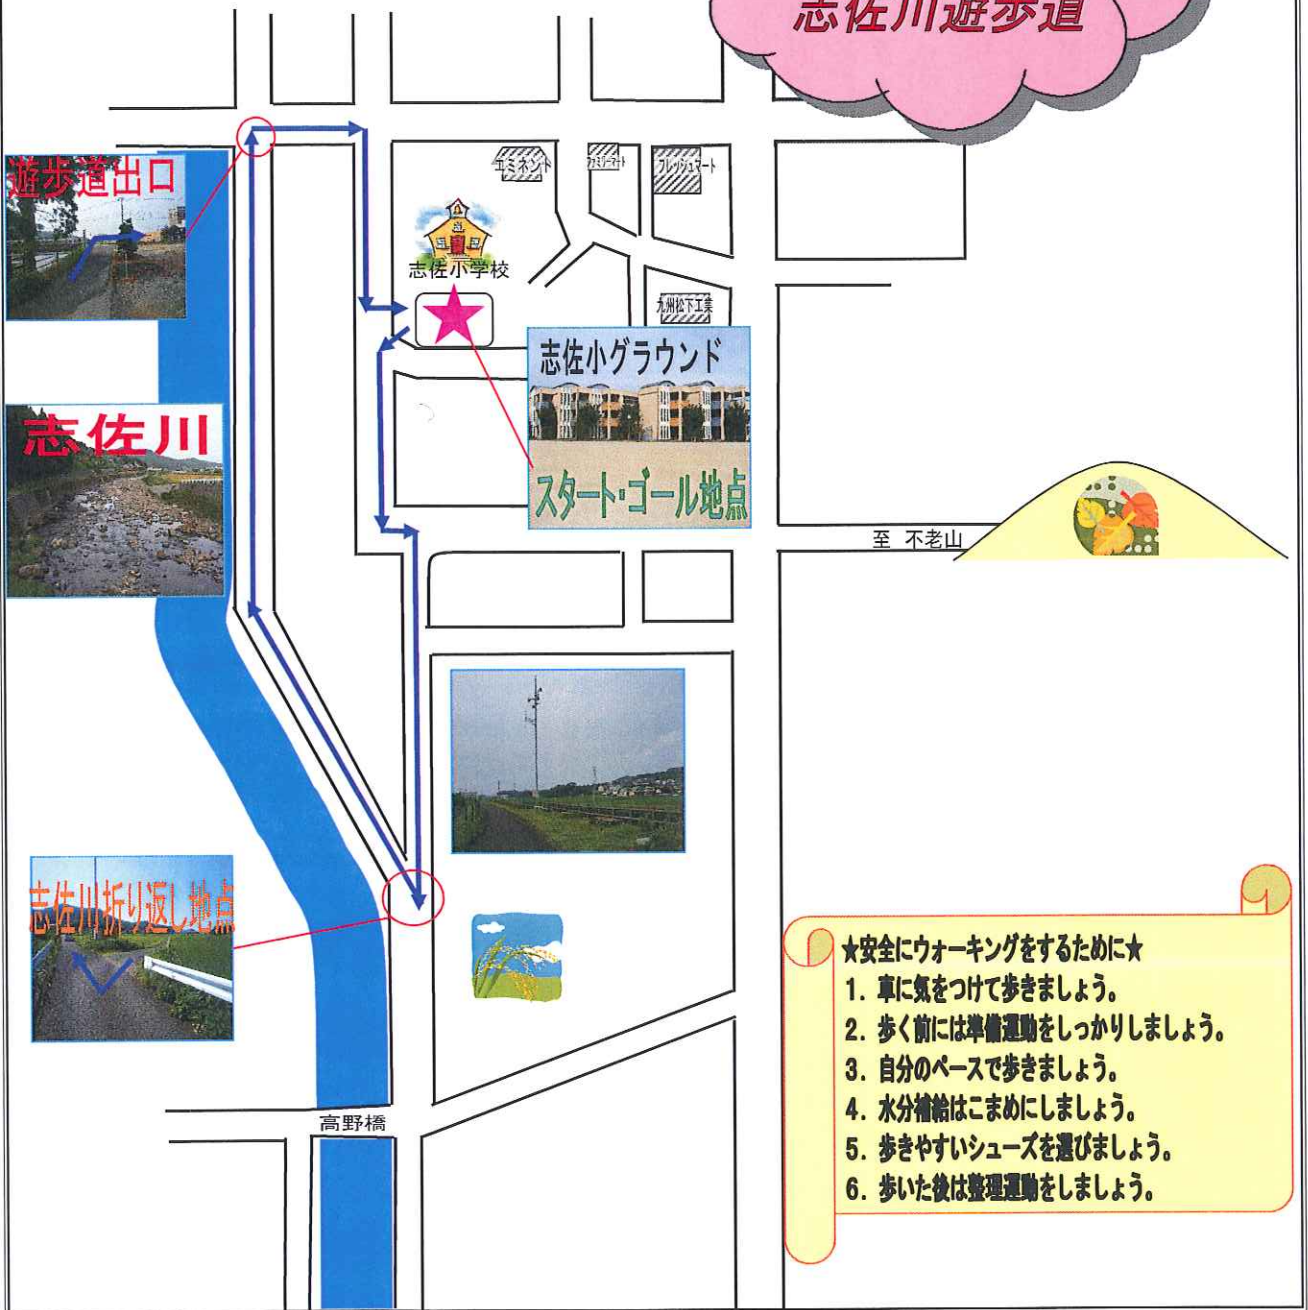 志佐川遊歩道
遊歩道出口
エミネント
ファミリーマート
フレッシュマート
志佐小学校
九州松下工業
志佐小グラウンド
スタート・ゴール地点
志佐川
至 不老山
志佐川折り返し地点
高野橋
★安全にウォーキングをするために★
1. 車に気をつけて歩きましょう。
2. 歩く前には準備運動をしっかりしましょう。
3. 自分のペースで歩きましょう。
4. 水分補給はこまめにしましょう。
5. 歩きやすいシューズを選びましょう。
6. 歩いた後は整理運動をしましょう。